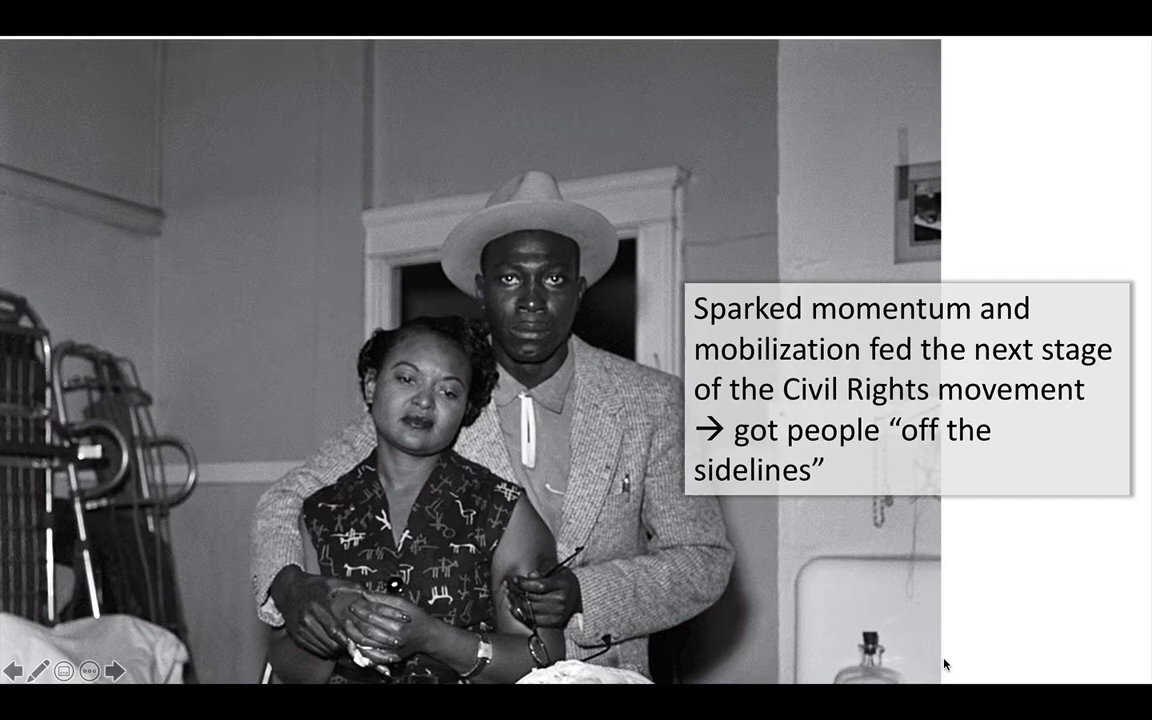 Sparked momentum and
mobilization fed the next stage
of the Civil Rights movement
→ got people “off the
sidelines”